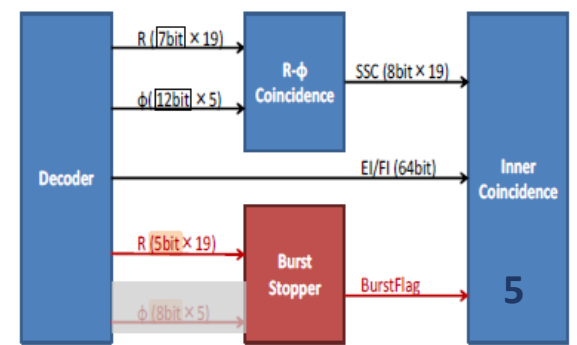 R (7bit × 19)
R-ϕ
Coincidence
SSC (8bit × 19)
ϕ(12bit × 5)
Decoder
EI/FI (64bit)
Inner
Coincidence
R (5bit × 19)
Burst
Stopper
BurstFlag
5
ϕ (8bit × 5)